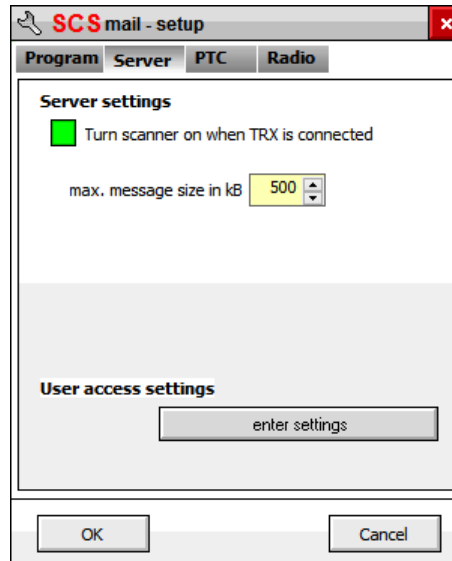 SCS mail - setup
Program Server PTC Radio
Server settings
Turn scanner on when TRX is connected
max. message size in kB 500
User access settings
enter settings
OK Cancel